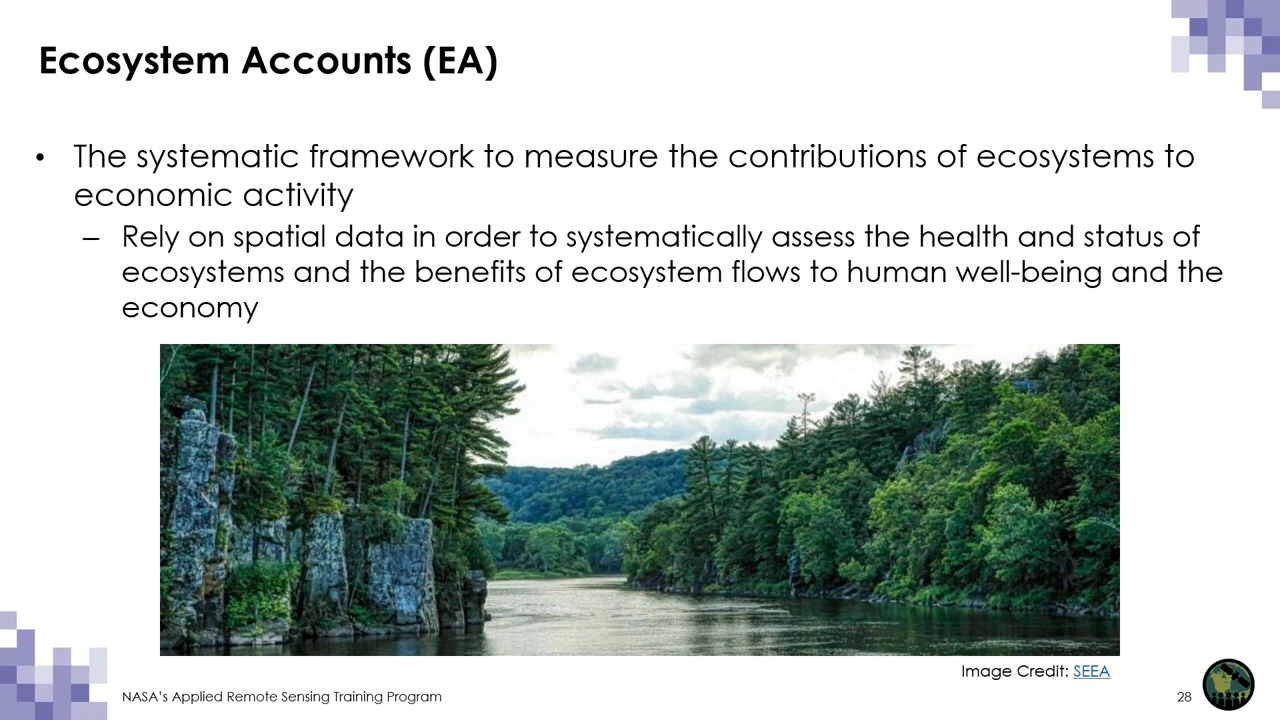 Ecosystem Accounts (EA)
• The systematic framework to measure the contributions of ecosystems to
economic activity
– Rely on spatial data in order to systematically assess the health and status of
ecosystems and the benefits of ecosystem flows to human well-being and the
economy
Image Credit: SEEA
NASA's Applied Remote Sensing Training Program
28